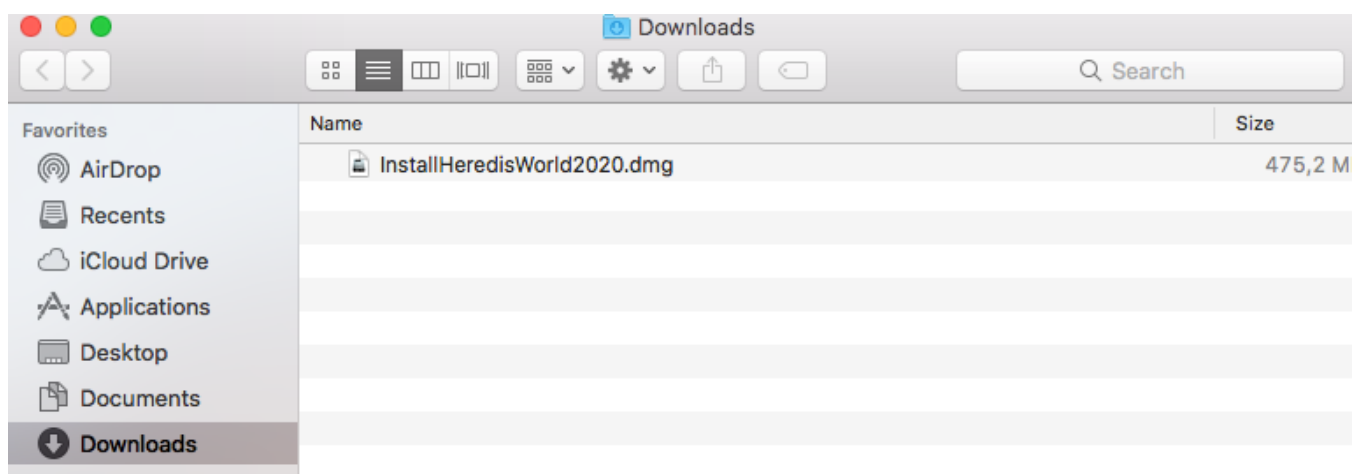 Downloads
Search
Favorites
Name
Size
AirDrop
InstallHeredisWorld2020.dmg
475,2 M
Recents
iCloud Drive
Applications
Desktop
Documents
Downloads